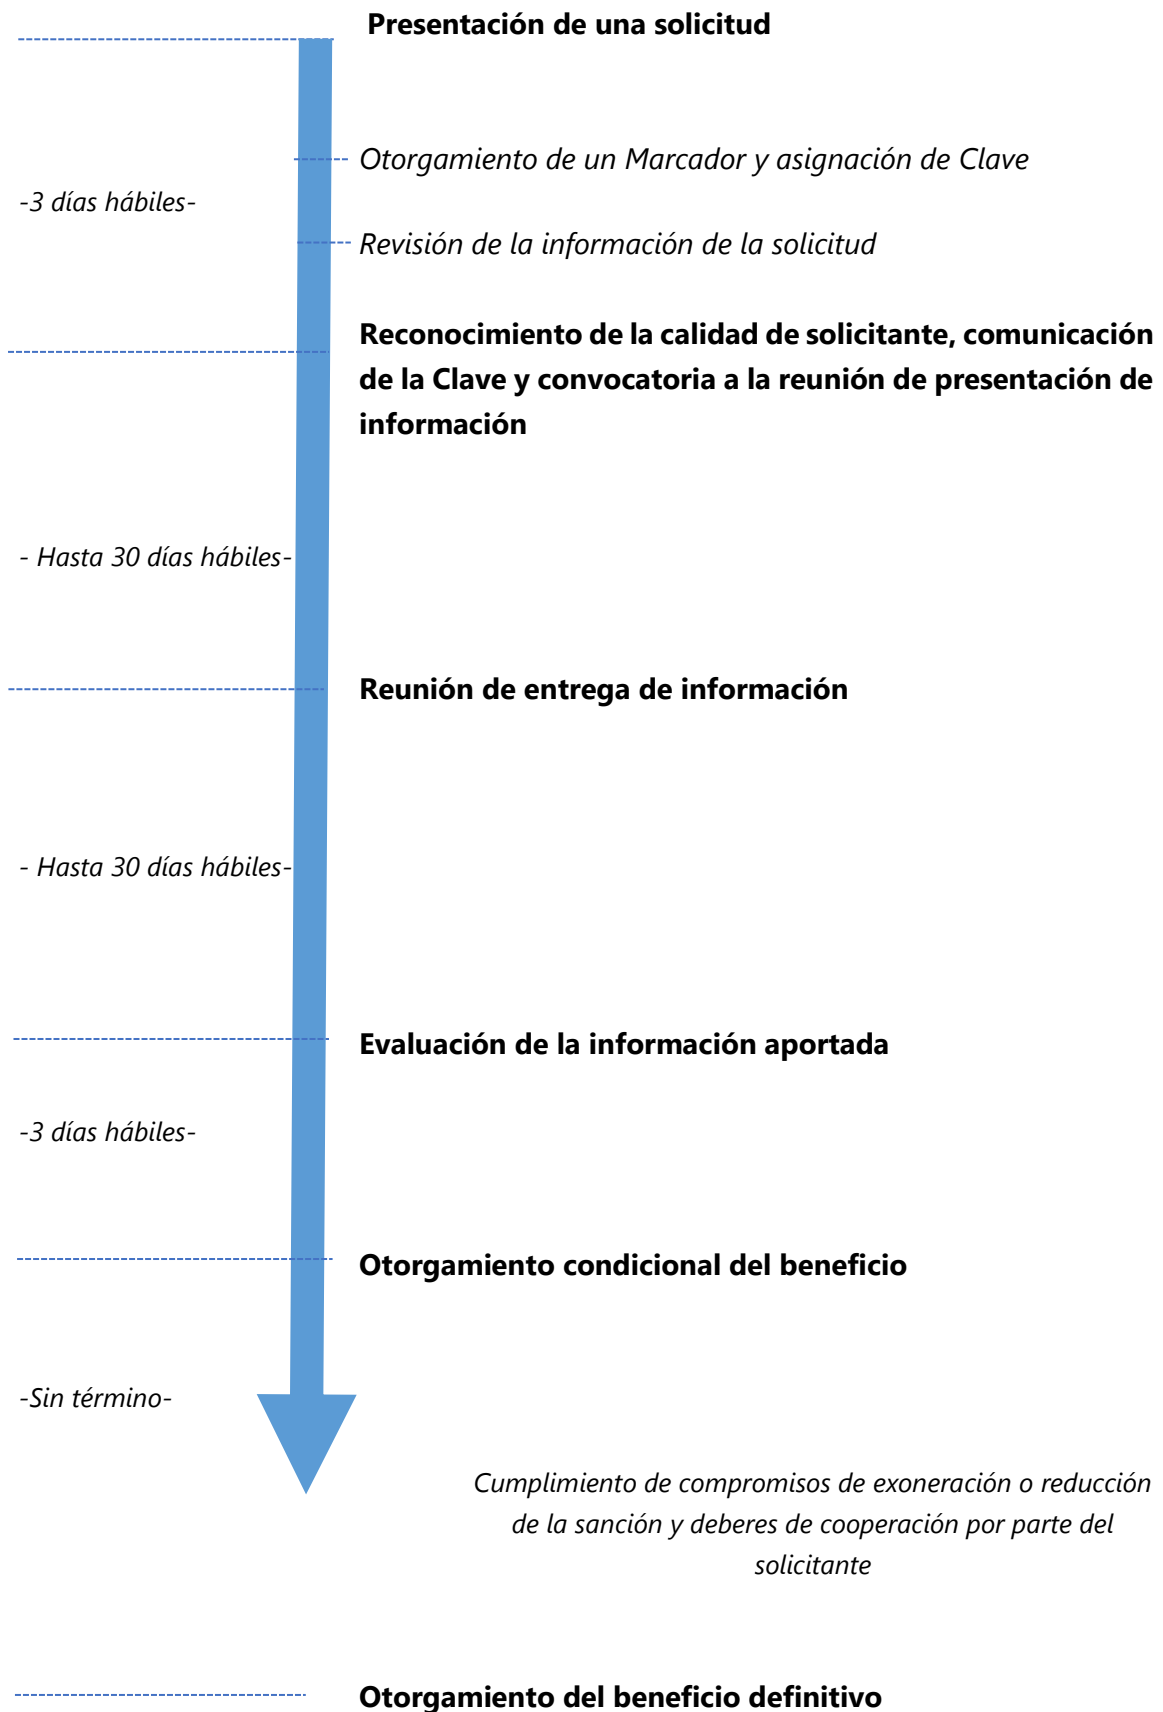 Presentación de una solicitud
Otorgamiento de un Marcador y asignación de Clave
-3 días hábiles-
Revisión de la información de la solicitud
Reconocimiento de la calidad de solicitante, comunicación
de la Clave y convocatoria a la reunión de presentación de
información
- Hasta 30 días hábiles-
Reunión de entrega de información
- Hasta 30 días hábiles-
Evaluación de la información aportada
-3 días hábiles-
Otorgamiento condicional del beneficio
-Sin término-
Cumplimiento de compromisos de exoneración o reducción
de la sanción y deberes de cooperación por parte del
solicitante
Otorgamiento del beneficio definitivo